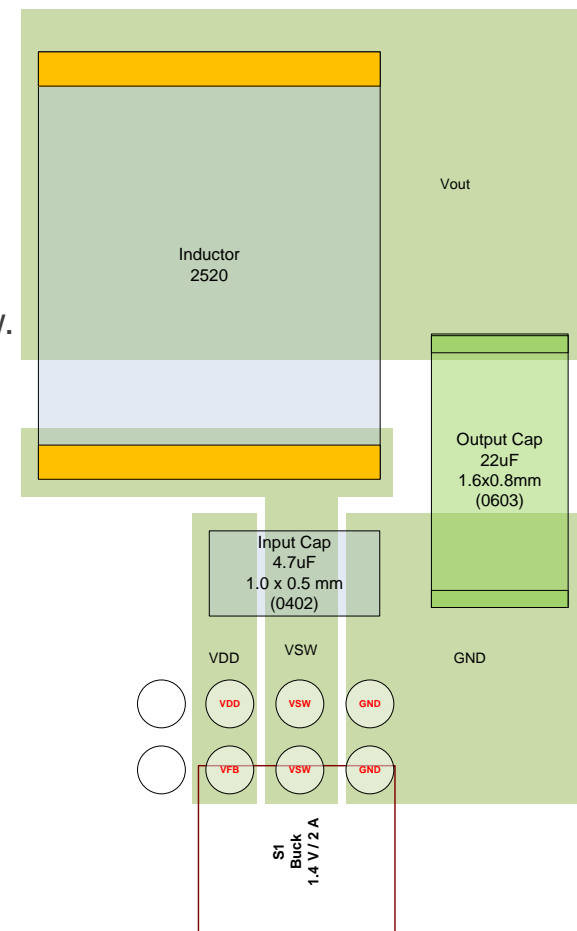 Vout
Inductor
2520
/.
Output Cap
22uF
1.6x0.8mm
(0603)
Input Cap
4.7uF
1.0 x 0.5 mm
(0402)
VDD
VSW
GND
VDD
VSW
GND
VFB
VSW
GND
S1
Buck
1.4 V / 2 A